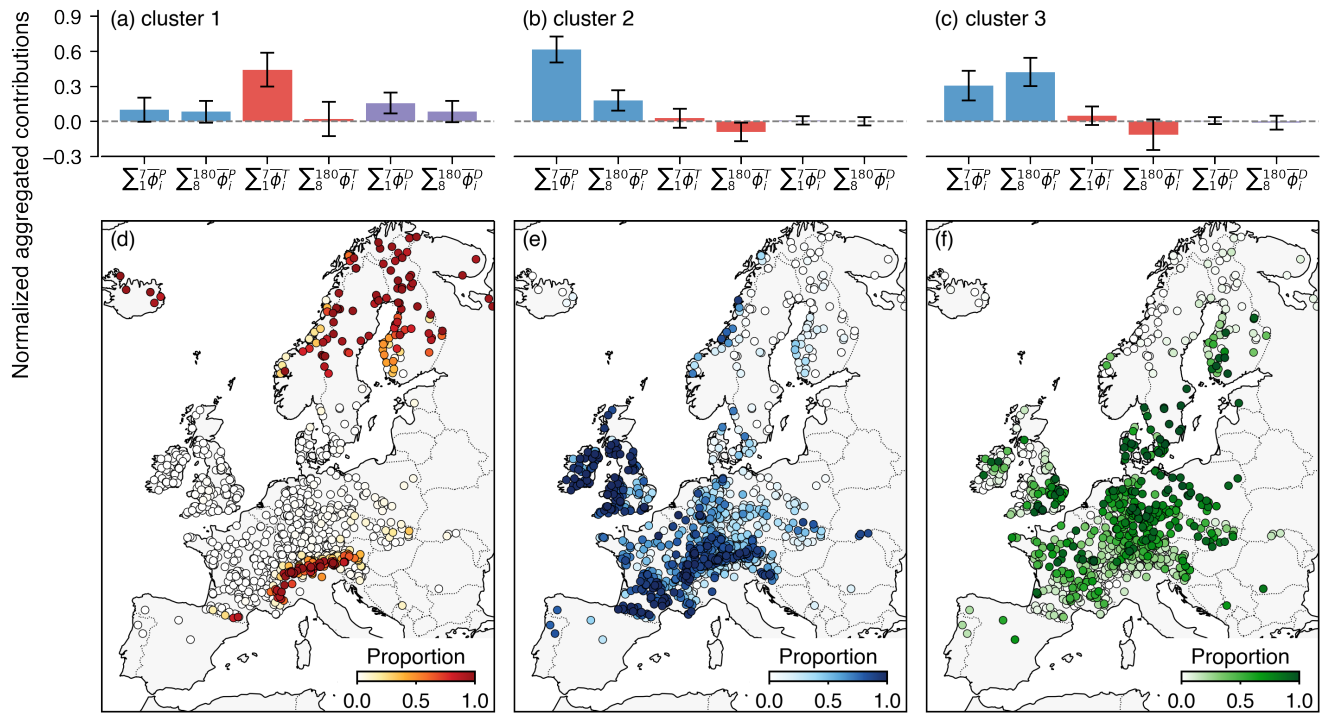 Normalized aggregated contributions
0.9
0.6
0.3
0.0
−0.3
(a) cluster 1
(b) cluster 2
(c) cluster 3
∑₁⁷ϕ̅ᵢᴾ ∑₈¹⁸⁰ϕ̅ᵢᴾ ∑₁⁷ϕ̅ᵢᵀ ∑₈¹⁸⁰ϕ̅ᵢᵀ ∑₁⁷ϕ̅ᵢᴰ ∑₈¹⁸⁰ϕ̅ᵢᴰ
∑₁⁷ϕ̅ᵢᴾ ∑₈¹⁸⁰ϕ̅ᵢᴾ ∑₁⁷ϕ̅ᵢᵀ ∑₈¹⁸⁰ϕ̅ᵢᵀ ∑₁⁷ϕ̅ᵢᴰ ∑₈¹⁸⁰ϕ̅ᵢᴰ
∑₁⁷ϕ̅ᵢᴾ ∑₈¹⁸⁰ϕ̅ᵢᴾ ∑₁⁷ϕ̅ᵢᵀ ∑₈¹⁸⁰ϕ̅ᵢᵀ ∑₁⁷ϕ̅ᵢᴰ ∑₈¹⁸⁰ϕ̅ᵢᴰ
(d)
Proportion
0.0 0.5 1.0
(e)
Proportion
0.0 0.5 1.0
(f)
Proportion
0.0 0.5 1.0